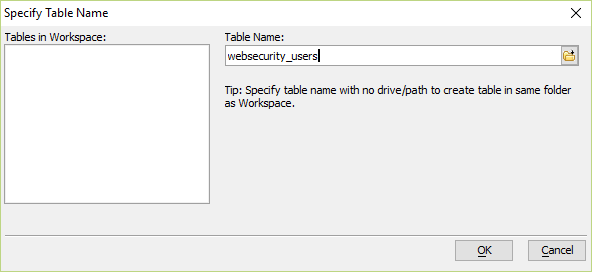 Specify Table Name
Tables in Workspace:
Table Name:
websecurity_users
Tip: Specify table name with no drive/path to create table in same folder
as Workspace.
OK
Cancel